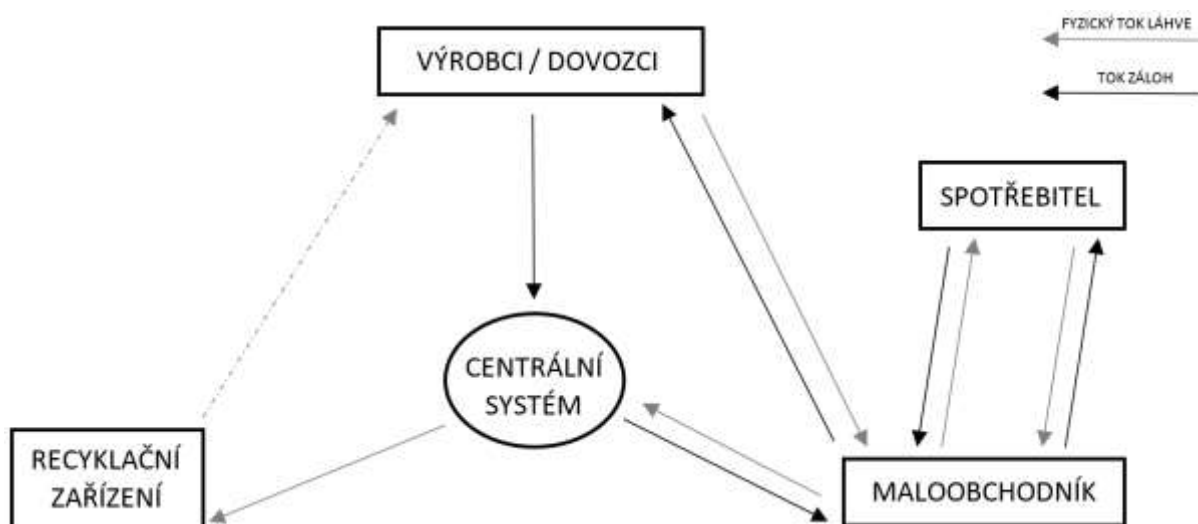 FYZICKÝ TOK LÁHVE
VÝROBCI / DOVOZCI
TOK ZÁLOH
SPOTŘEBITEL
CENTRÁLNÍ
SYSTÉM
RECYKLAČNÍ
ZAŘÍZENÍ
MALOOBCHODNÍK